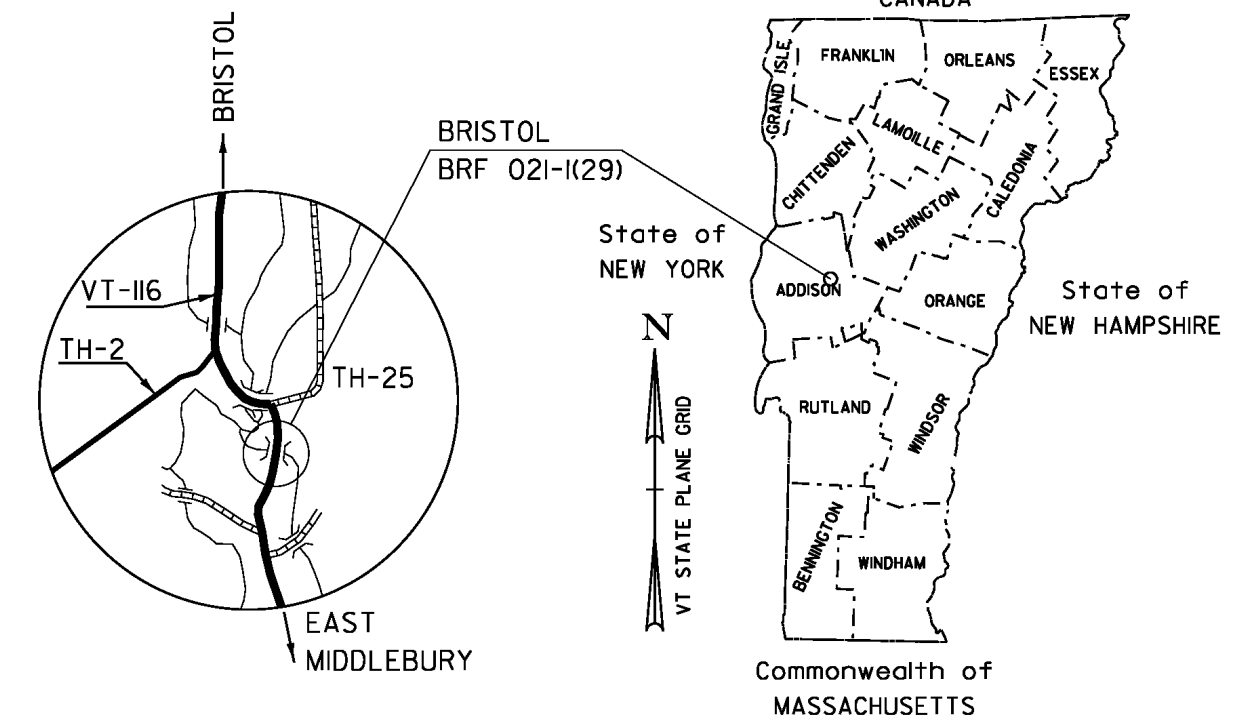 CANADA
BRISTOL
BRISTOL
BRF 021-1(29)
VT-116
TH-2
TH-25
EAST
MIDDLEBURY
State of
NEW YORK
N
VT STATE PLANE GRID
GRAND ISLE
FRANKLIN
ORLEANS
ESSEX
LAMOILLE
CHITTENDEN
CALEDONIA
WASHINGTON
ADDISON
ORANGE
State of
NEW HAMPSHIRE
RUTLAND
WINDSOR
BENNINGTON
WINDHAM
Commonwealth of
MASSACHUSETTS